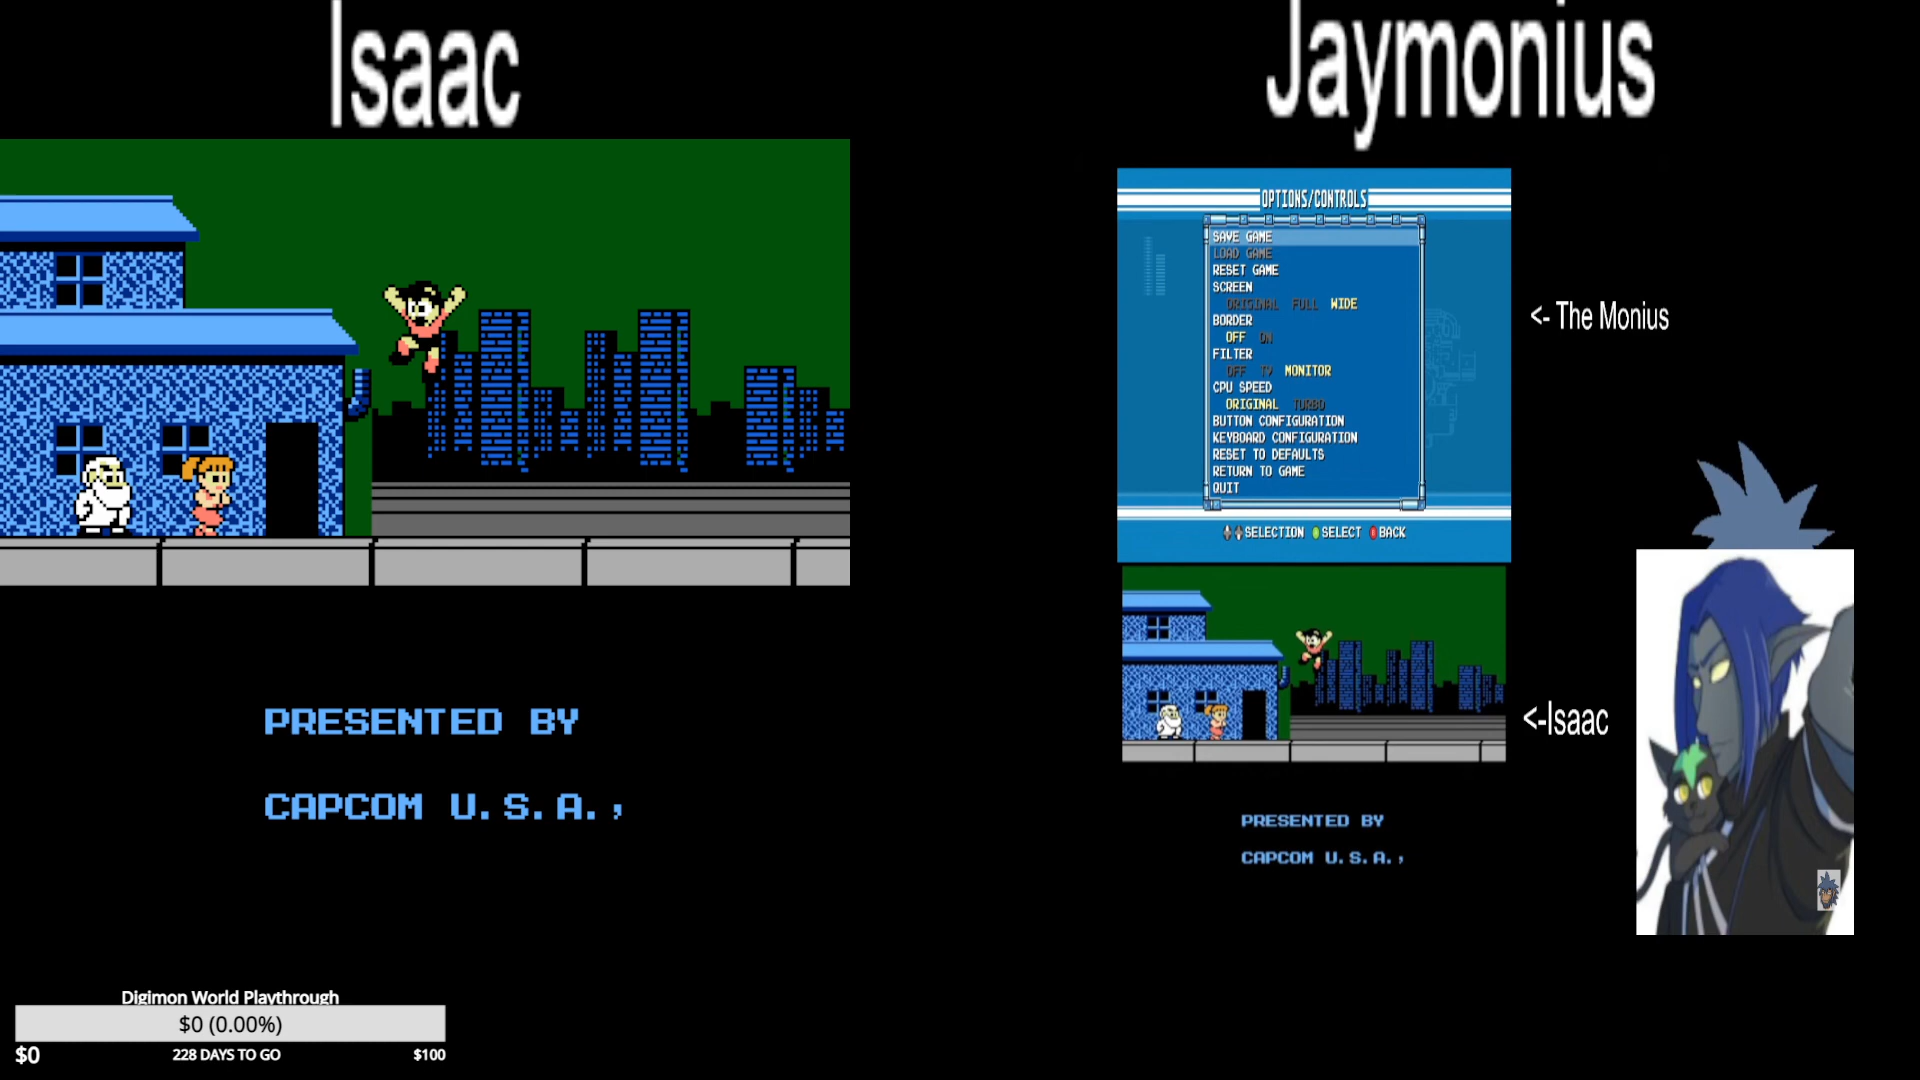 Isaac
Jaymonius
PRESENTED BY
CAPCOM U.S.A.,
OPTIONS/CONTROLS
SAVE GAME
LOAD GAME
RESET GAME
SCREEN
ORIGINAL FULL WIDE
BORDER
OFF ON
FILTER
OFF TV MONITOR
CPU SPEED
ORIGINAL TURBO
BUTTON CONFIGURATION
KEYBOARD CONFIGURATION
RESET TO DEFAULTS
RETURN TO GAME
QUIT
SELECTION SELECT BACK
<- The Monius
<-Isaac
PRESENTED BY
CAPCOM U.S.A.,
Digimon World Playthrough
$0 (0.00%)
$0 228 DAYS TO GO $100